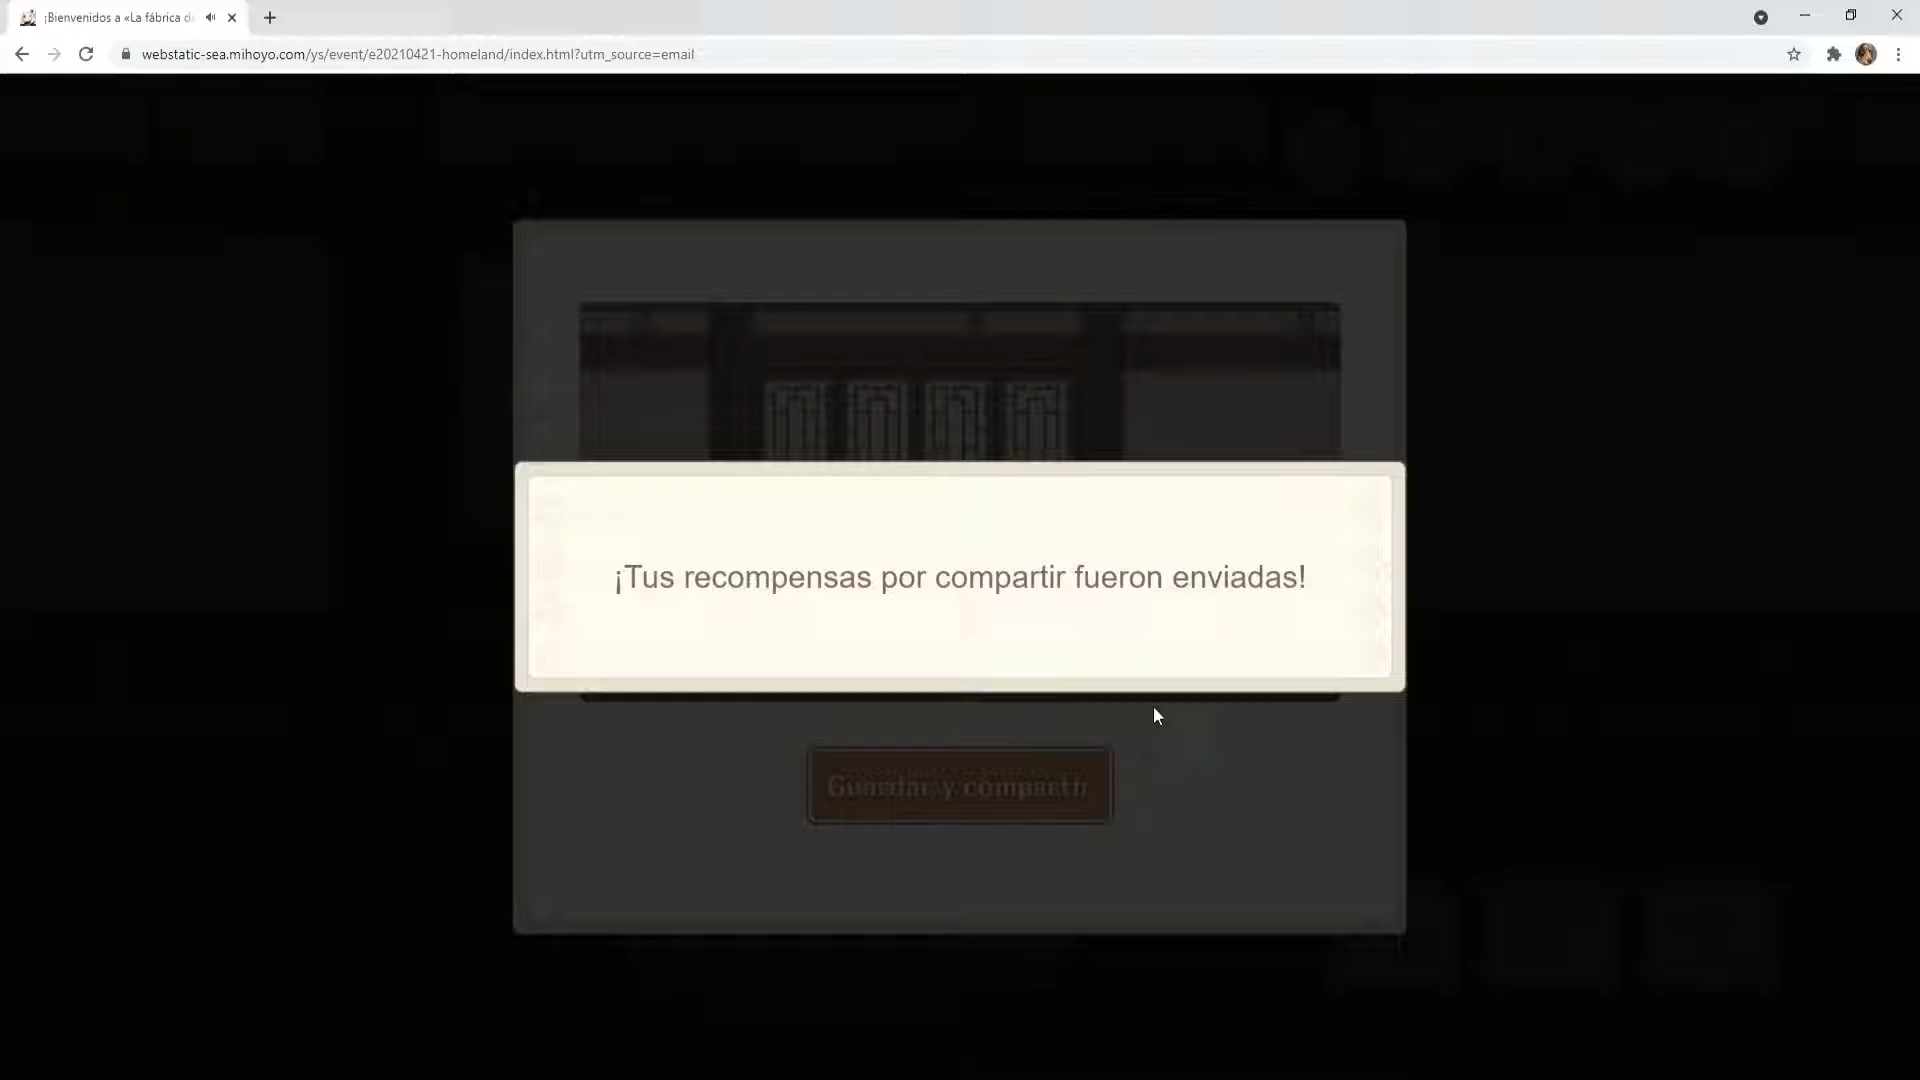 ¡Bienvenidos a «La fábrica de
webstatic-sea.mihoyo.com/ys/event/e20210421-homeland/index.html?utm_source=email
¡Tus recompensas por compartir fueron enviadas!
Guardar y compartir